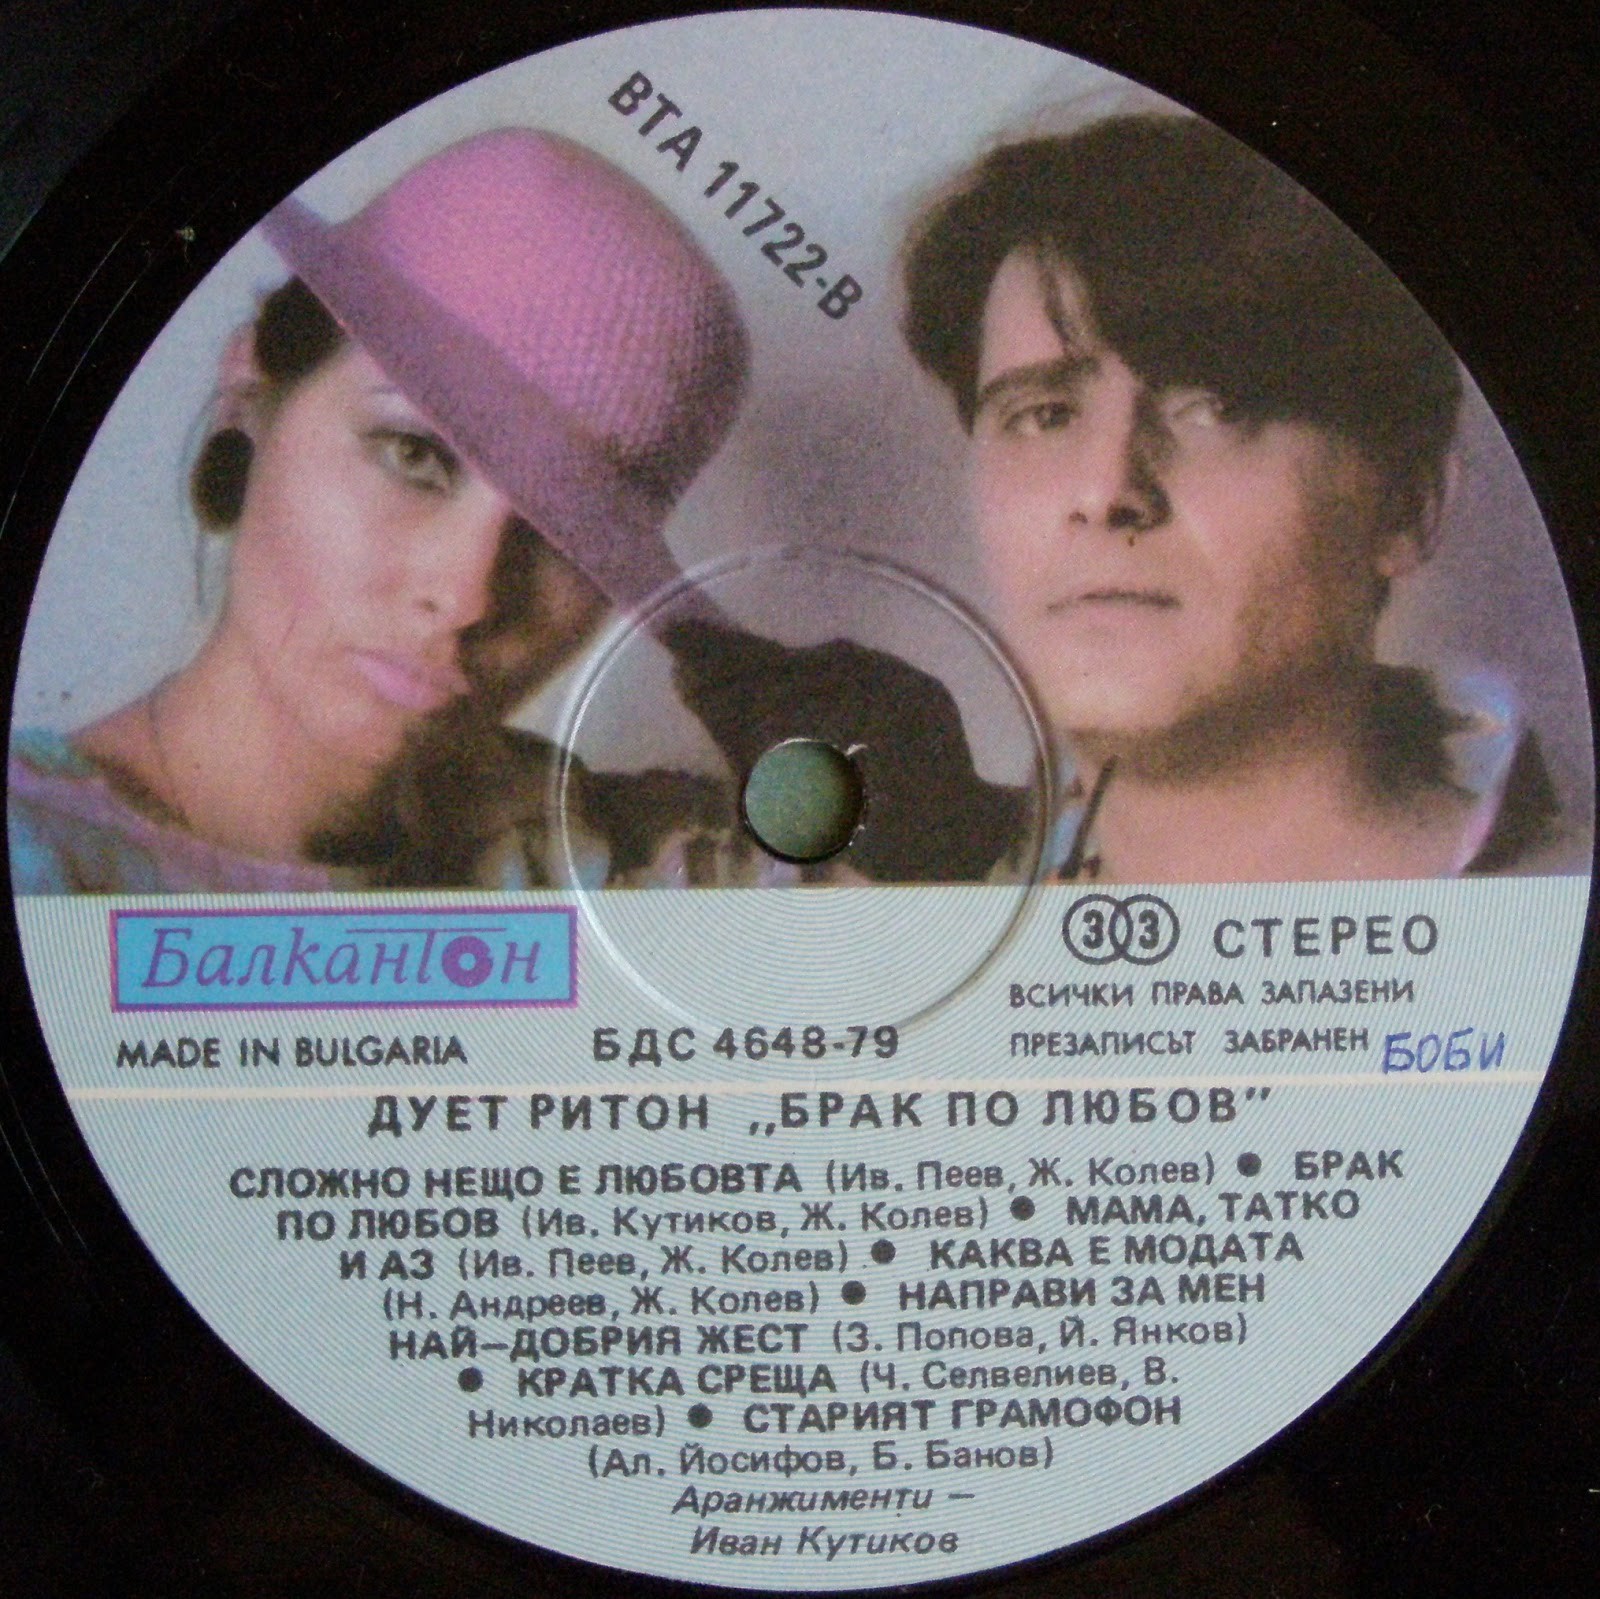 ВТА 11722-В
Балкантон
33 СТЕРЕО
ВСИЧКИ ПРАВА ЗАПАЗЕНИ
MADE IN BULGARIA БДС 4648-79 ПРЕЗАПИСЪТ ЗАБРАНЕН БОБИ
ДУЕТ РИТОН „БРАК ПО ЛЮБОВ”
СЛОЖНО НЕЩО Е ЛЮБОВТА (Ив. Пеев, Ж. Колев) ● БРАК
ПО ЛЮБОВ (Ив. Кутиков, Ж. Колев) ● МАМА, ТАТКО
И АЗ (Ив. Пеев, Ж. Колев) ● КАКВА Е МОДАТА
(Н. Андреев, Ж. Колев) ● НАПРАВИ ЗА МЕН
НАЙ—ДОБРИЯ ЖЕСТ (З. Попова, Й. Янков)
● КРАТКА СРЕЩА (Ч. Селвелиев, В.
Николаев) ● СТАРИЯТ ГРАМОФОН
(Ал. Йосифов, Б. Банов)
Аранжименти —
Иван Кутиков